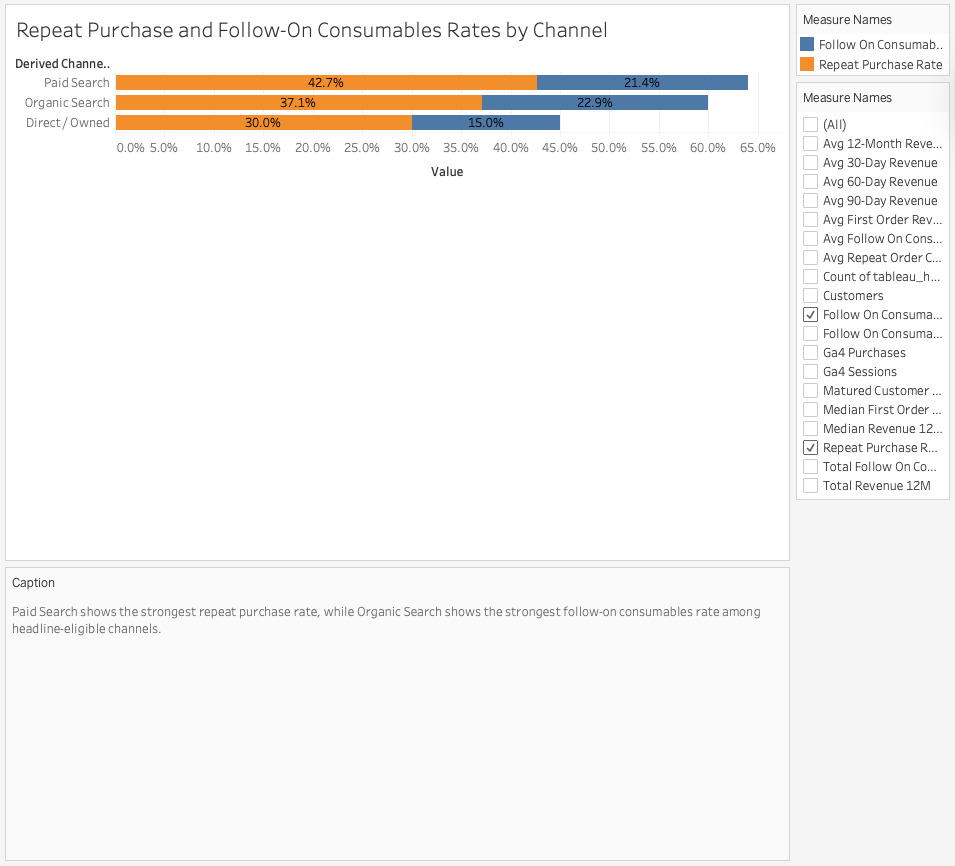 Repeat Purchase and Follow-On Consumables Rates by Channel
Derived Channe..
Paid Search 42.7% 21.4%
Organic Search 37.1% 22.9%
Direct / Owned 30.0% 15.0%
0.0% 5.0% 10.0% 15.0% 20.0% 25.0% 30.0% 35.0% 40.0% 45.0% 50.0% 55.0% 60.0% 65.0%
Value
Measure Names
Follow On Consumab..
Repeat Purchase Rate
Measure Names
(All)
Avg 12-Month Reve...
Avg 30-Day Revenue
Avg 60-Day Revenue
Avg 90-Day Revenue
Avg First Order Rev...
Avg Follow On Cons...
Avg Repeat Order C...
Count of tableau_h...
Customers
Follow On Consuma...
Follow On Consuma...
Ga4 Purchases
Ga4 Sessions
Matured Customer ...
Median First Order ...
Median Revenue 12...
Repeat Purchase R...
Total Follow On Co...
Total Revenue 12M
Caption
Paid Search shows the strongest repeat purchase rate, while Organic Search shows the strongest follow-on consumables rate among
headline-eligible channels.